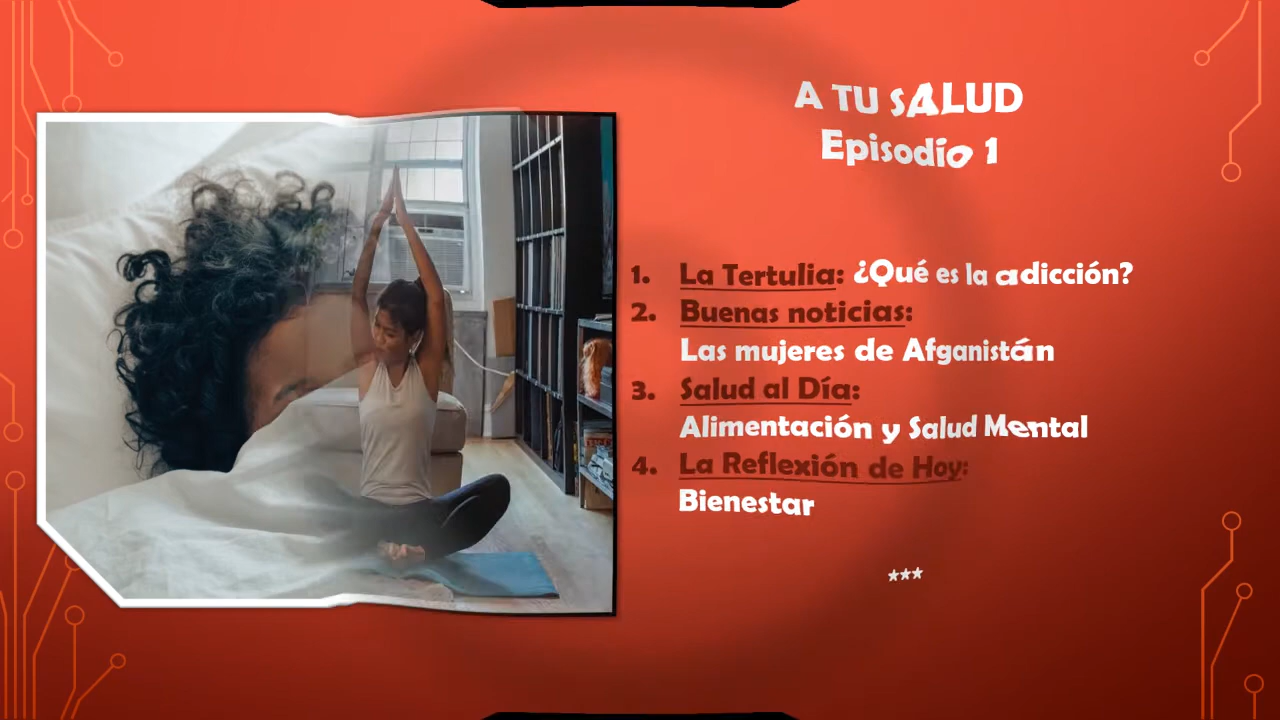 A TU SALUD
Episodio 1
1. La Tertulia: ¿Qué es la adicción?
2. Buenas noticias:
Las mujeres de Afganistán
3. Salud al Día:
Alimentación y Salud Mental
4. La Reflexión de Hoy:
Bienestar
***